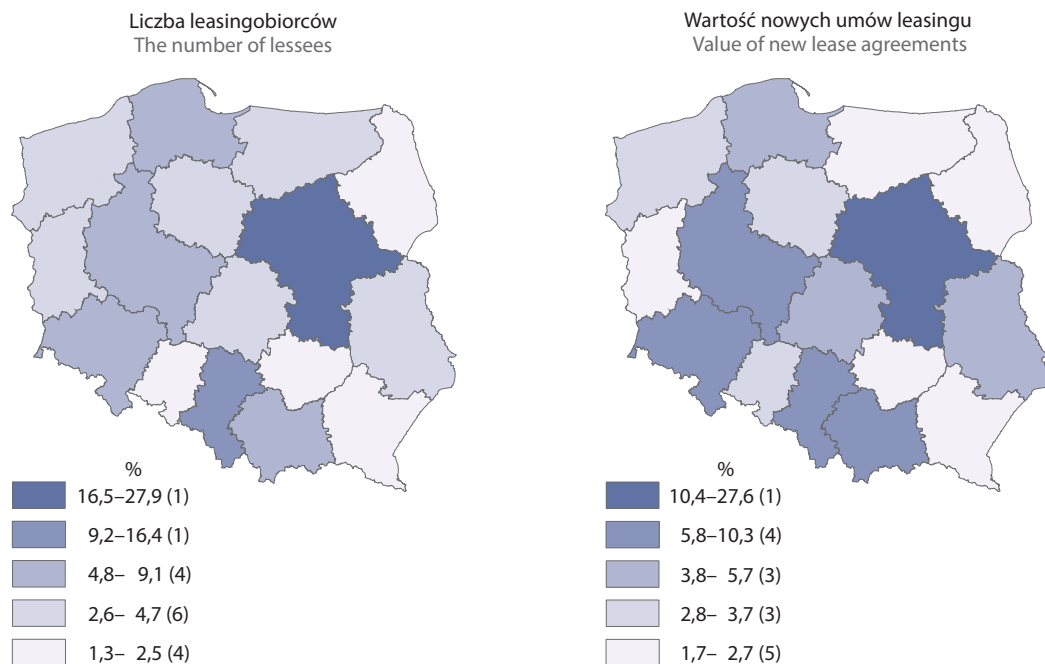 Liczba leasingobiorców
The number of lessees
%
16,5–27,9 (1)
9,2–16,4 (1)
4,8– 9,1 (4)
2,6– 4,7 (6)
1,3– 2,5 (4)
Wartość nowych umów leasingu
Value of new lease agreements
%
10,4–27,6 (1)
5,8–10,3 (4)
3,8– 5,7 (3)
2,8– 3,7 (3)
1,7– 2,7 (5)